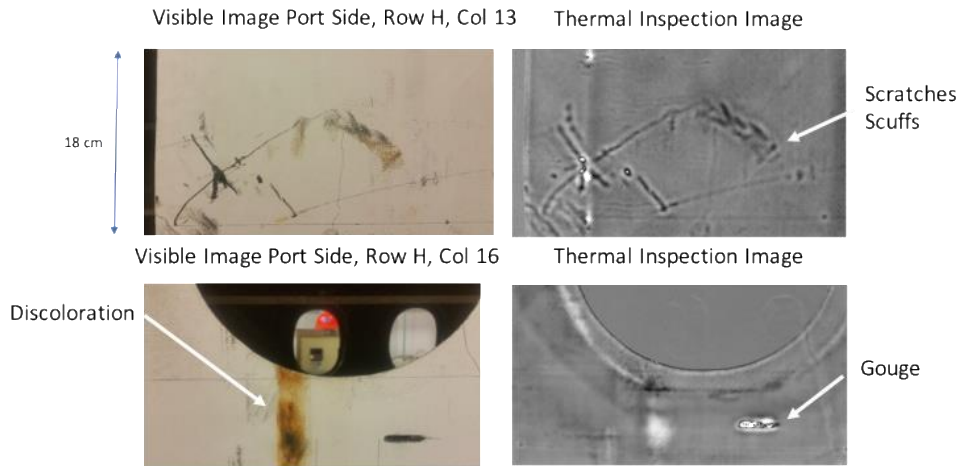 Visible Image Port Side, Row H, Col 13
Thermal Inspection Image
18 cm
Scratches
Scuffs
Visible Image Port Side, Row H, Col 16
Thermal Inspection Image
Discoloration
Gouge